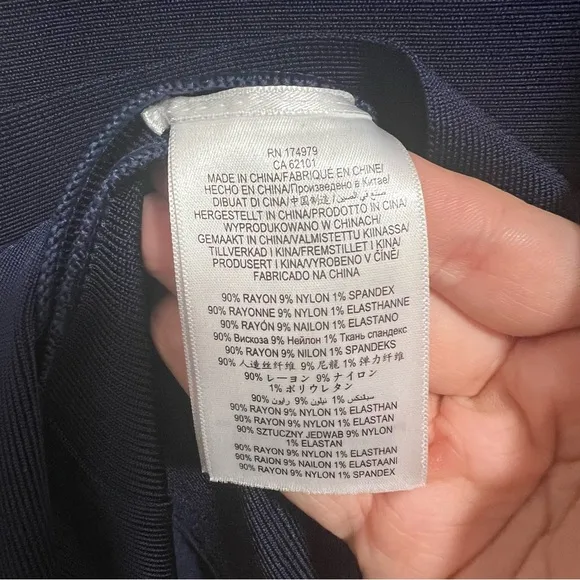 RN 174979
CA 62101
MADE IN CHINA/FABRIQUÉ EN CHINE/
HECHO EN CHINA/Произведено в Китае/
DIBUAT DI CINA/中国制造/صنع في الصين/
HERGESTELLT IN CHINA/PRODOTTO IN CINA/
WYPRODUKOWANO W CHINACH/
GEMAAKT IN CHINA/VALMISTETTU KIINASSA/
TILLVERKAD I KINA/FREMSTILLET I KINA/
PRODUSERT I KINA/VYROBENO V ČÍNĚ/
FABRICADO NA CHINA
90% RAYON 9% NYLON 1% SPANDEX
90% RAYONNE 9% NYLON 1% ELASTHANNE
90% RAYÓN 9% NAILON 1% ELASTANO
90% Вискоза 9% Нейлон 1% Ткань спандекс
90% RAYON 9% NILON 1% SPANDEKS
90% 人造丝纤维 9% 尼龍 1% 弹力纤维
90% レーヨン 9% ナイロン
1% ポリウレタン
90% رايون 9% نيلون 1% سبانديكس
90% RAYON 9% NYLON 1% ELASTHAN
90% RAYON 9% NYLON 1% ELASTAN
90% SZTUCZNY JEDWAB 9% NYLON
1% ELASTAN
90% RAYON 9% NYLON 1% ELASTHAN
90% RAION 9% NAILON 1% ELASTAANI
90% RAYON 9% NYLON 1% SPANDEX